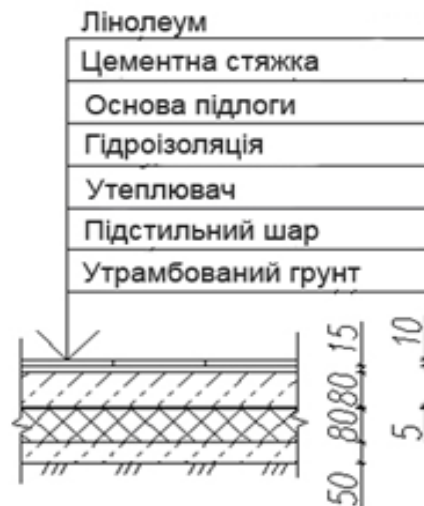 Лінолеум
Цементна стяжка
Основа підлоги
Гідроізоляція
Утеплювач
Підстильний шар
Утрамбований грунт
15
10
80
80
5
50